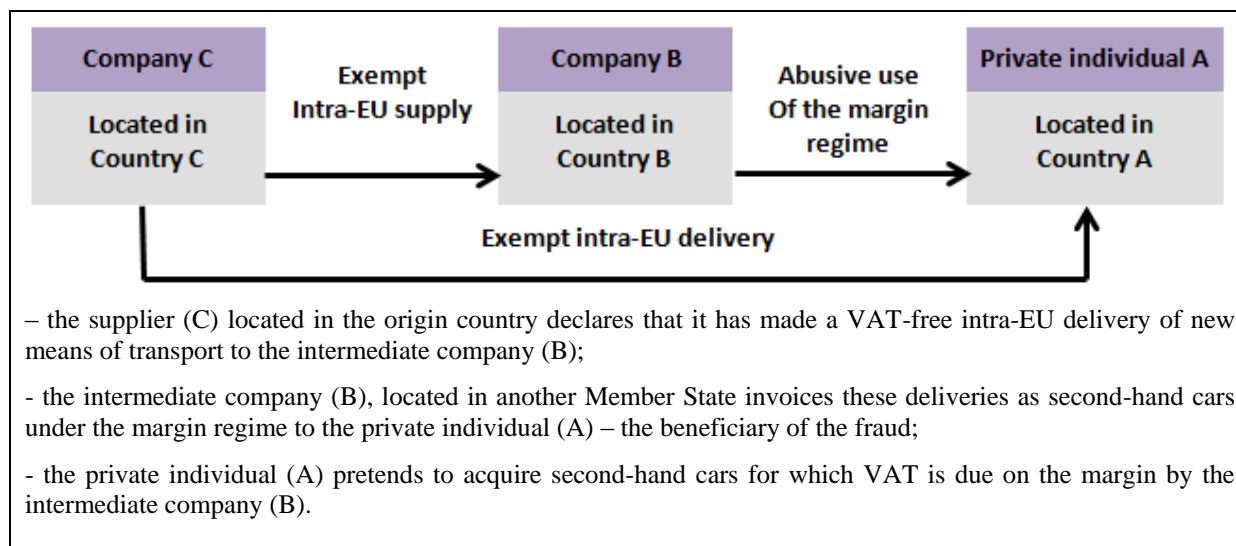 Company C
Located in
Country C
Exempt
Intra-EU supply
Company B
Located in
Country B
Abusive use
Of the margin
regime
Private individual A
Located in
Country A
Exempt intra-EU delivery
– the supplier (C) located in the origin country declares that it has made a VAT-free intra-EU delivery of new
means of transport to the intermediate company (B);
- the intermediate company (B), located in another Member State invoices these deliveries as second-hand cars
under the margin regime to the private individual (A) – the beneficiary of the fraud;
- the private individual (A) pretends to acquire second-hand cars for which VAT is due on the margin by the
intermediate company (B).